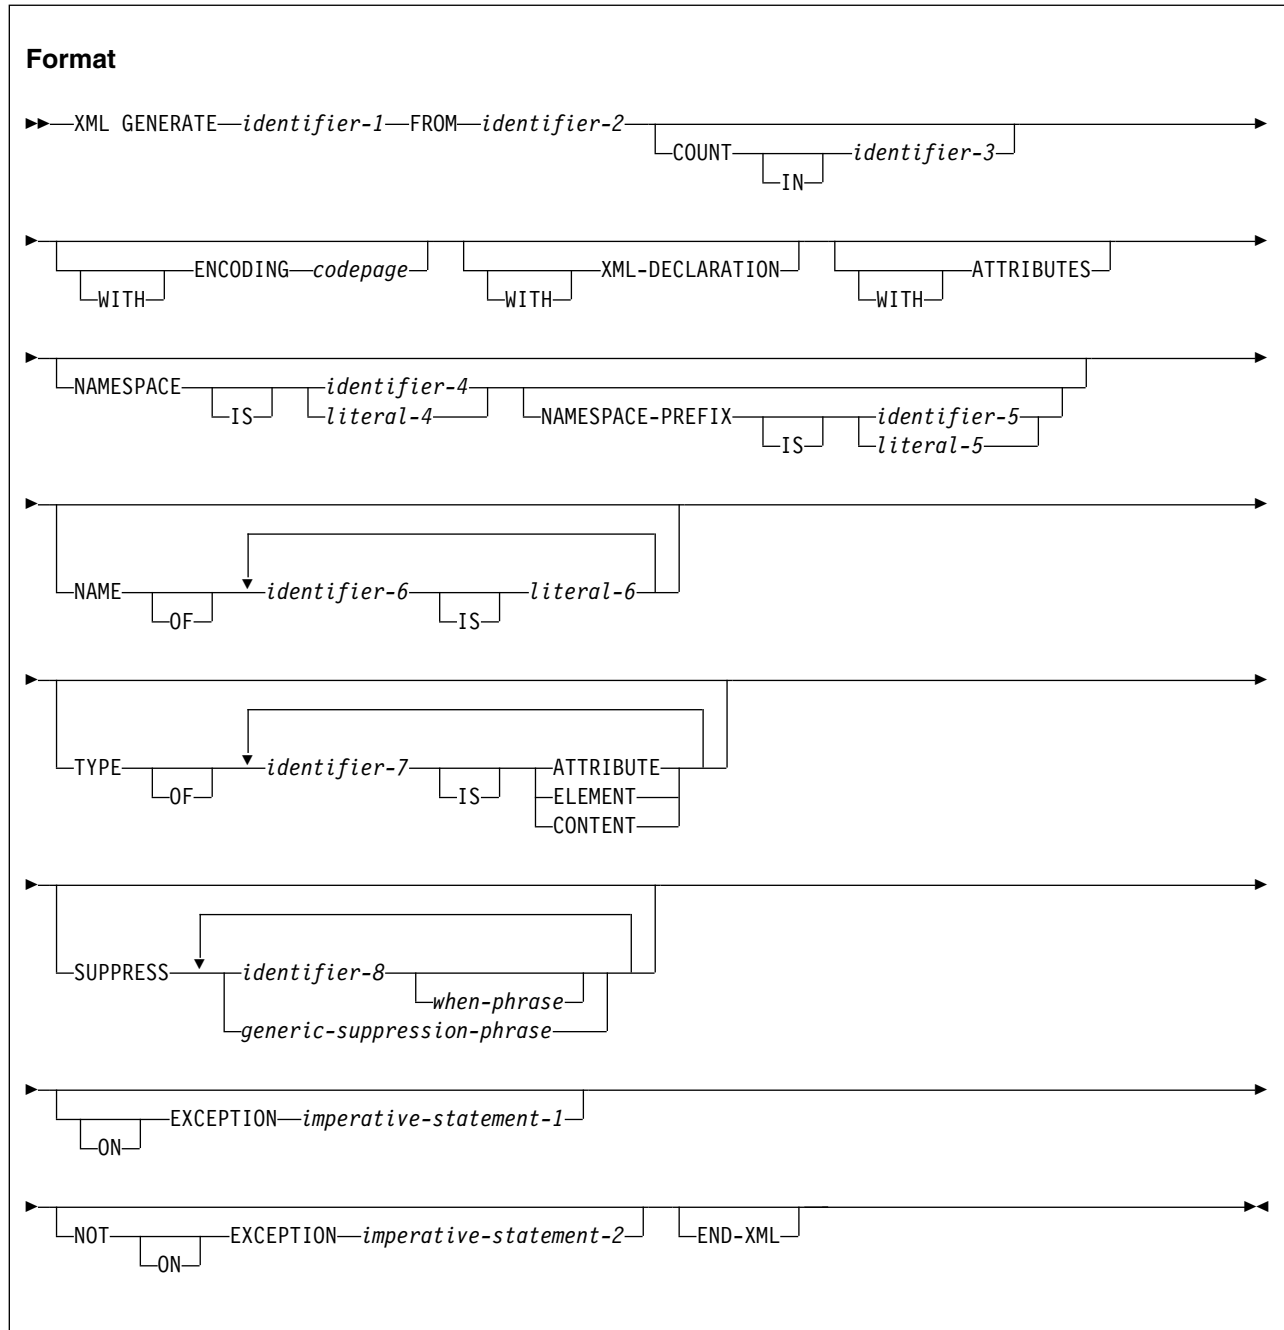 Format
XML GENERATE identifier-1 FROM identifier-2
COUNT identifier-3
IN
ENCODING codepage XML-DECLARATION ATTRIBUTES
WITH WITH WITH
NAMESPACE identifier-4
IS literal-4 NAMESPACE-PREFIX identifier-5
IS literal-5
NAME identifier-6 literal-6
OF IS
TYPE identifier-7 ATTRIBUTE
OF IS ELEMENT
CONTENT
SUPPRESS identifier-8
when-phrase
generic-suppression-phrase
EXCEPTION imperative-statement-1
ON
NOT EXCEPTION imperative-statement-2 END-XML
ON